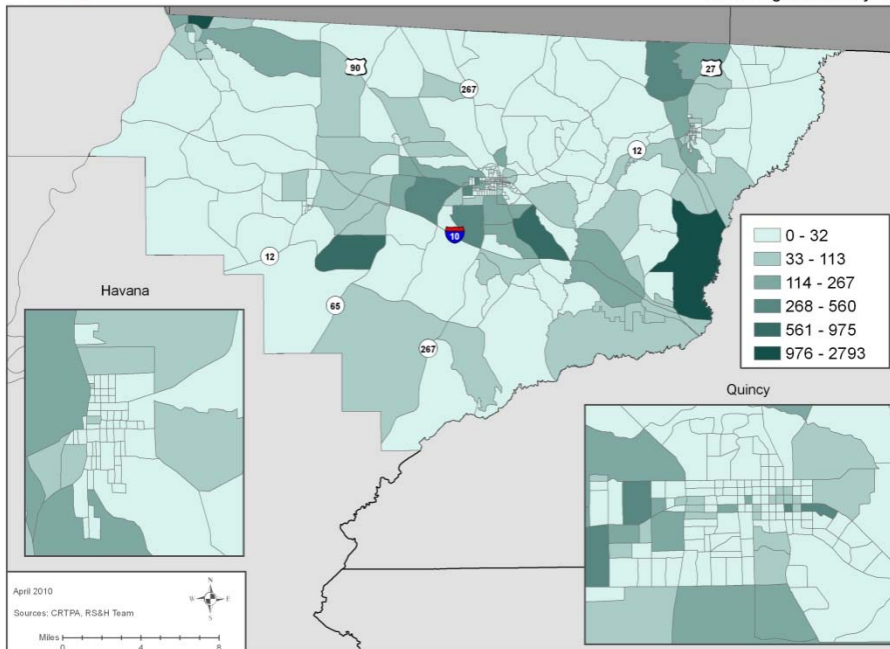 90
27
267
12
10
12
65
267
0 - 32
33 - 113
114 - 267
268 - 560
561 - 975
976 - 2793
Havana
Quincy
April 2010
N
W E
S
Sources: CRTPA, RS&H Team
Miles
0 4 8